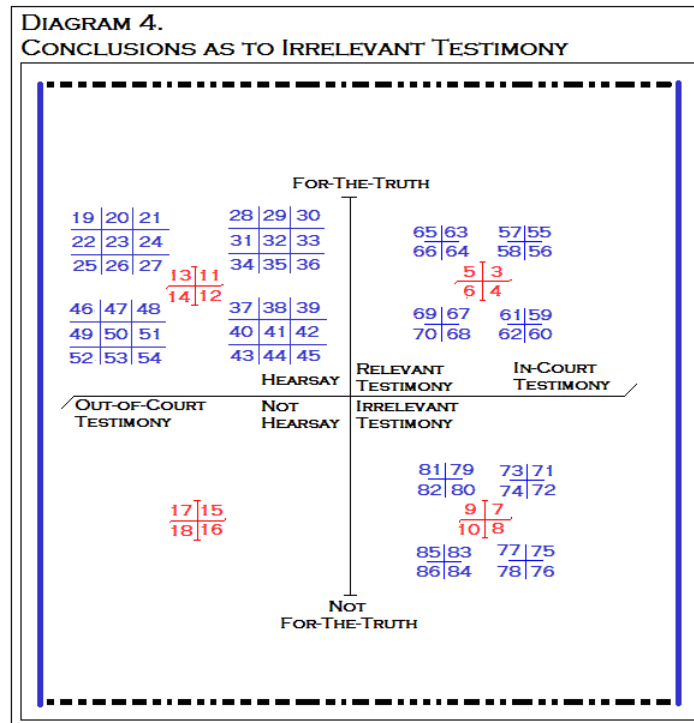 DIAGRAM 4.
CONCLUSIONS AS TO IRRELEVANT TESTIMONY
FOR-THE-TRUTH
19 20 21
22 23 24
25 26 27
28 29 30
31 32 33
34 35 36
13 11
14 12
46 47 48
49 50 51
52 53 54
37 38 39
40 41 42
43 44 45
65 63
66 64
57 55
58 56
5 3
6 4
69 67
70 68
61 59
62 60
HEARSAY
RELEVANT
TESTIMONY
IN-COURT
TESTIMONY
OUT-OF-COURT
TESTIMONY
NOT
HEARSAY
IRRELEVANT
TESTIMONY
17 15
18 16
81 79
82 80
73 71
74 72
9 7
10 8
85 83
86 84
77 75
78 76
NOT
FOR-THE-TRUTH